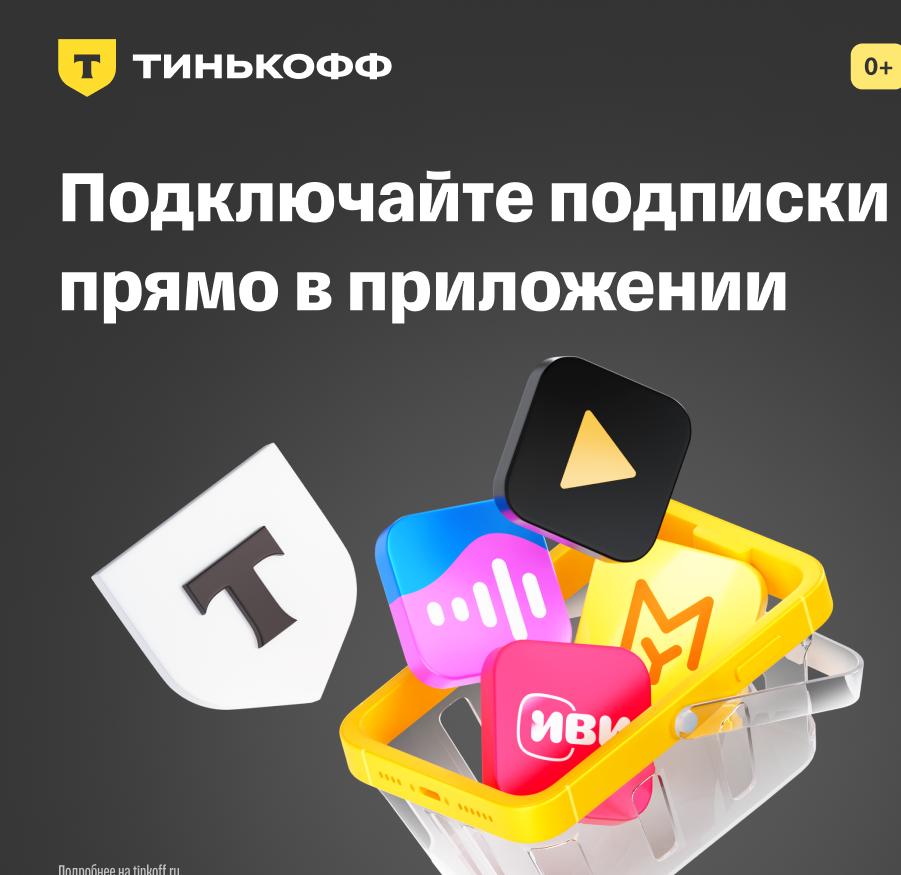 Т ТИНЬКОФФ
0+
Подключайте подписки
прямо в приложении
Т
иви
Подробнее на tinkoff.ru